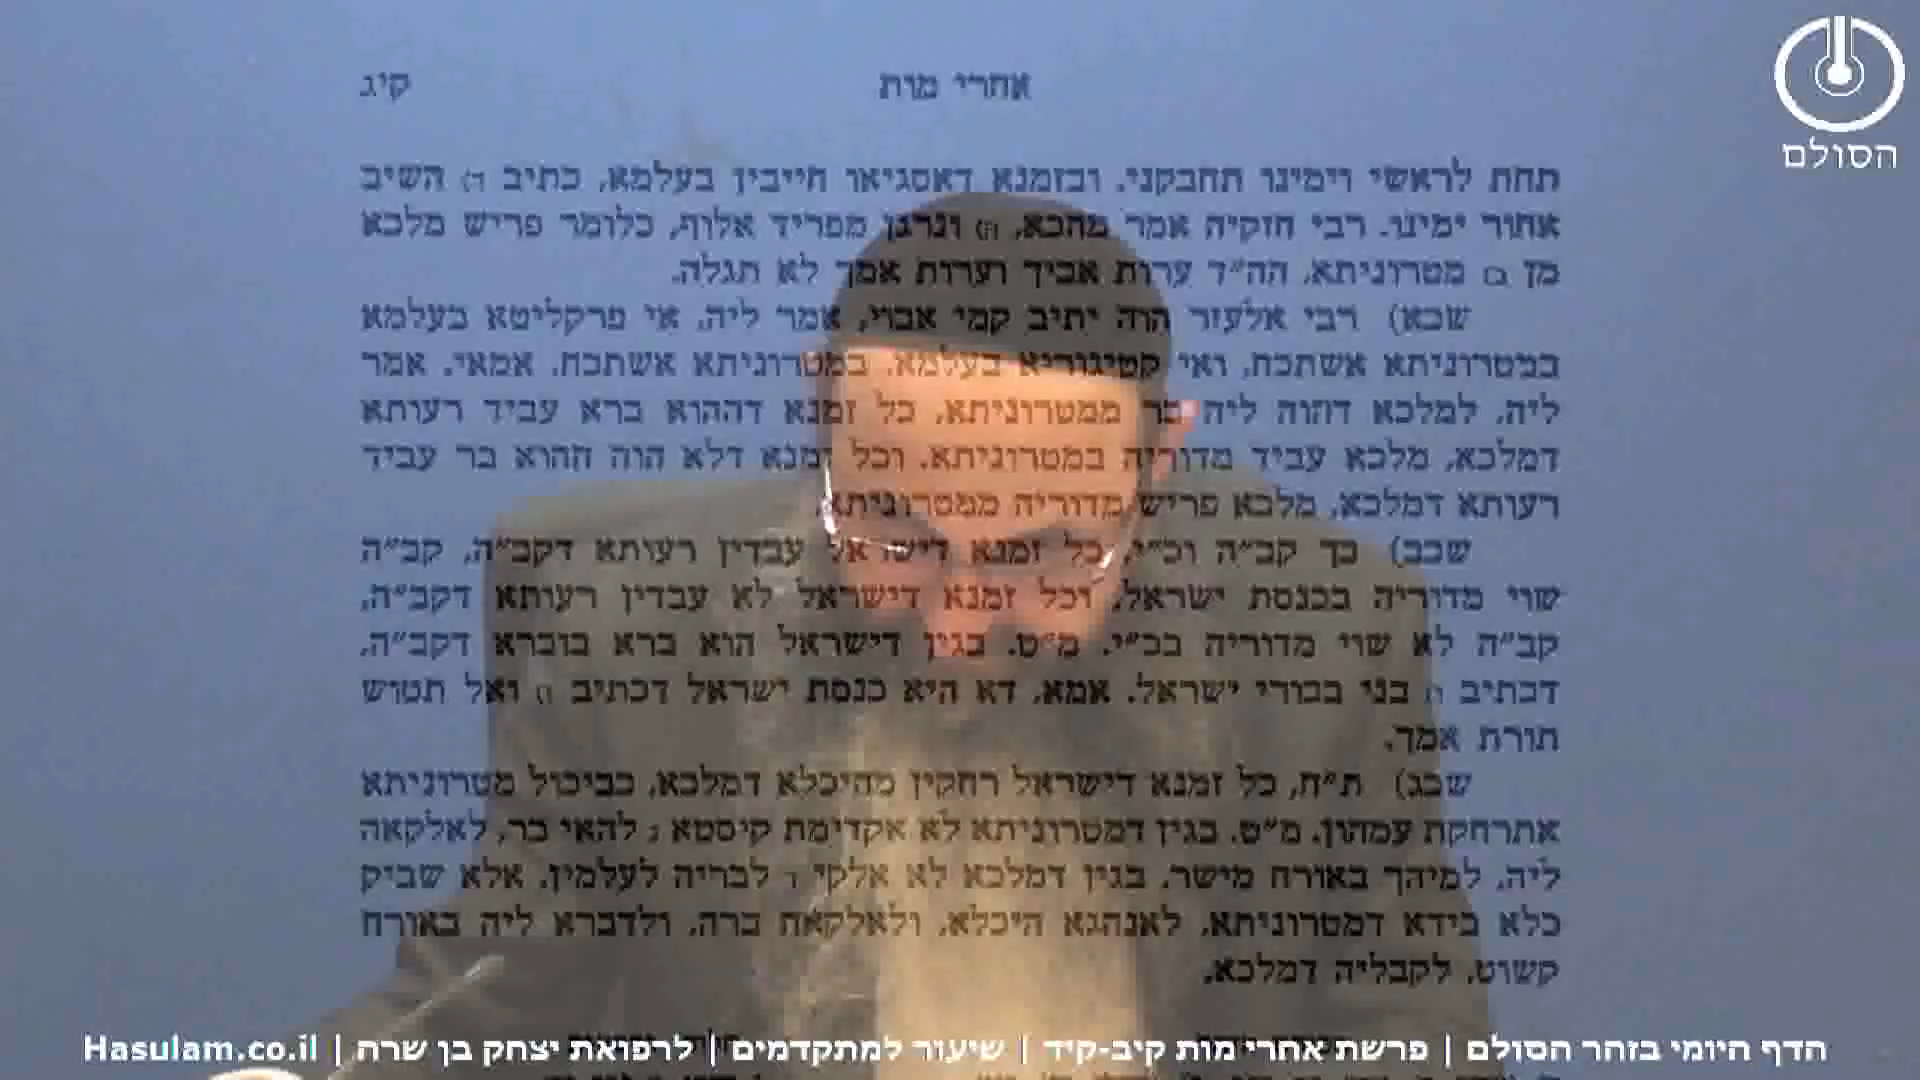 הסולם
אחרי מות
קיג
תחת לראשי וימינו תחבקני. ובזמנא דאסגיאו חייבין בעלמא, כתיב ד) השיב
אחור ימינו. רבי חזקיה אמר מהכא, ה) ונרגן מפריד אלוף, כלומר פריש מלכא
מן ב) מטרוניתא, הה״ד ערות אביך וערות אמך לא תגלה.
שכא) רבי אלעזר הוה יתיב קמי אבוי, אמר ליה, אי פרקליטא בעלמא
במטרוניתא אשתכח, ואי קטיגוריא בעלמא, במטרוניתא אשתכח. אמאי. אמר
ליה, למלכא דהוה ליה בר ממטרוניתא, כל זמנא דההוא ברא עביד רעותא
דמלכא, מלכא עביד מדוריה במטרוניתא. וכל זמנא דלא הוה ההוא בר עביד
רעותא דמלכא, מלכא פריש מדוריה ממטרוניתא.
שכב) כך קב״ה וכ״י, כל זמנא דישראל עבדין רעותא דקב״ה, קב״ה
שוי מדוריה בכנסת ישראל, וכל זמנא דישראל לא עבדין רעותא דקב״ה,
קב״ה לא שוי מדוריה בכ״י. מ״ט. בגין דישראל הוא ברא בוכרא דקב״ה,
דכתיב ו) בני בכורי ישראל. אמא, דא היא כנסת ישראל דכתיב ז) ואל תטוש
תורת אמך.
שכג) ת״ח, כל זמנא דישראל רחקין מהיכלא דמלכא, כביכול מטרוניתא
אתרחקת עמהון. מ״ט. בגין דמטרוניתא לא אקדימת קיסטא ג להאי בר, לאלקאה
ליה, למיהך באורח מישר, בגין דמלכא לא אלקי ד לבריה לעלמין, אלא שביק
כלא בידא דמטרוניתא, לאנהגא היכלא, ולאלקאת ברה, ולדברא ליה באורח
קשוט, לקבליה דמלכא.
הדף היומי בזהר הסולם | פרשת אחרי מות קיב-קיד | שיעור למתקדמים | לרפואת יצחק בן שרה | Hasulam.co.il